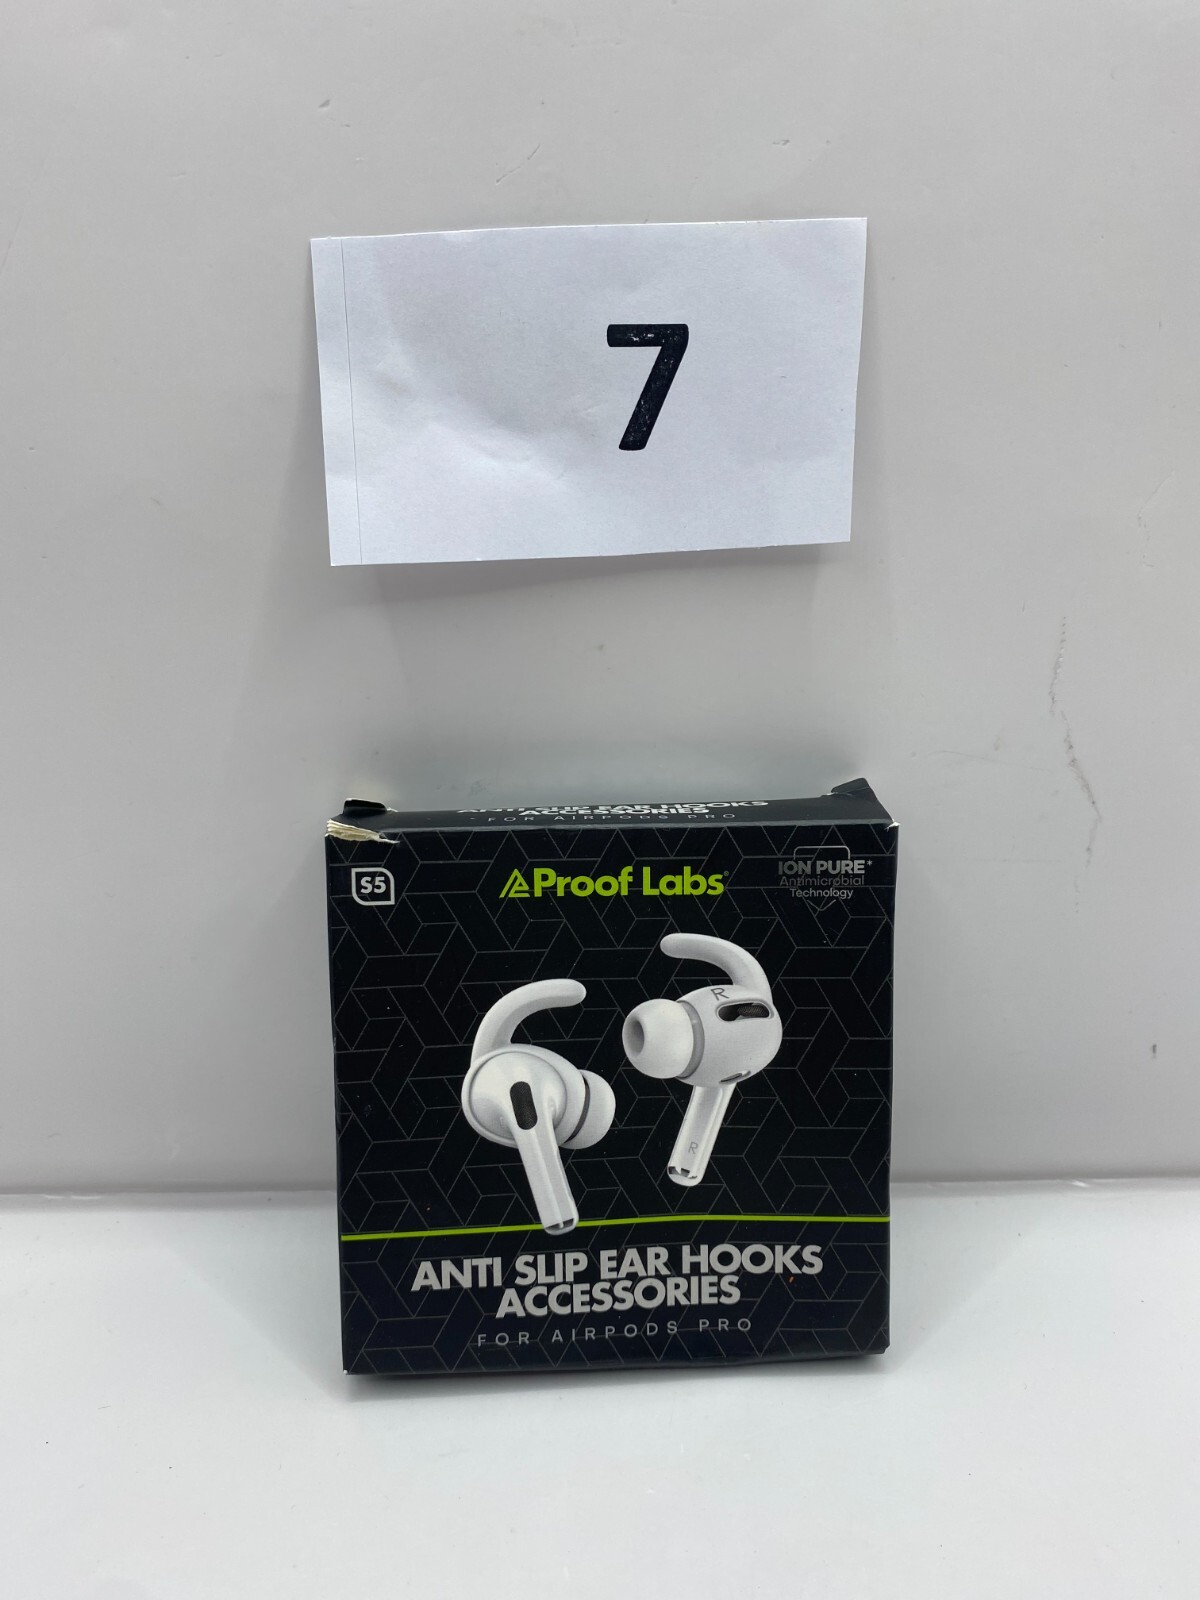 7
ANTI SLIP EAR HOOKS
ACCESSORIES
FOR AIRPODS PRO
S5
Proof Labs®
ION PURE*
Antimicrobial
Technology
R
R
ANTI SLIP EAR HOOKS
ACCESSORIES
FOR AIRPODS PRO